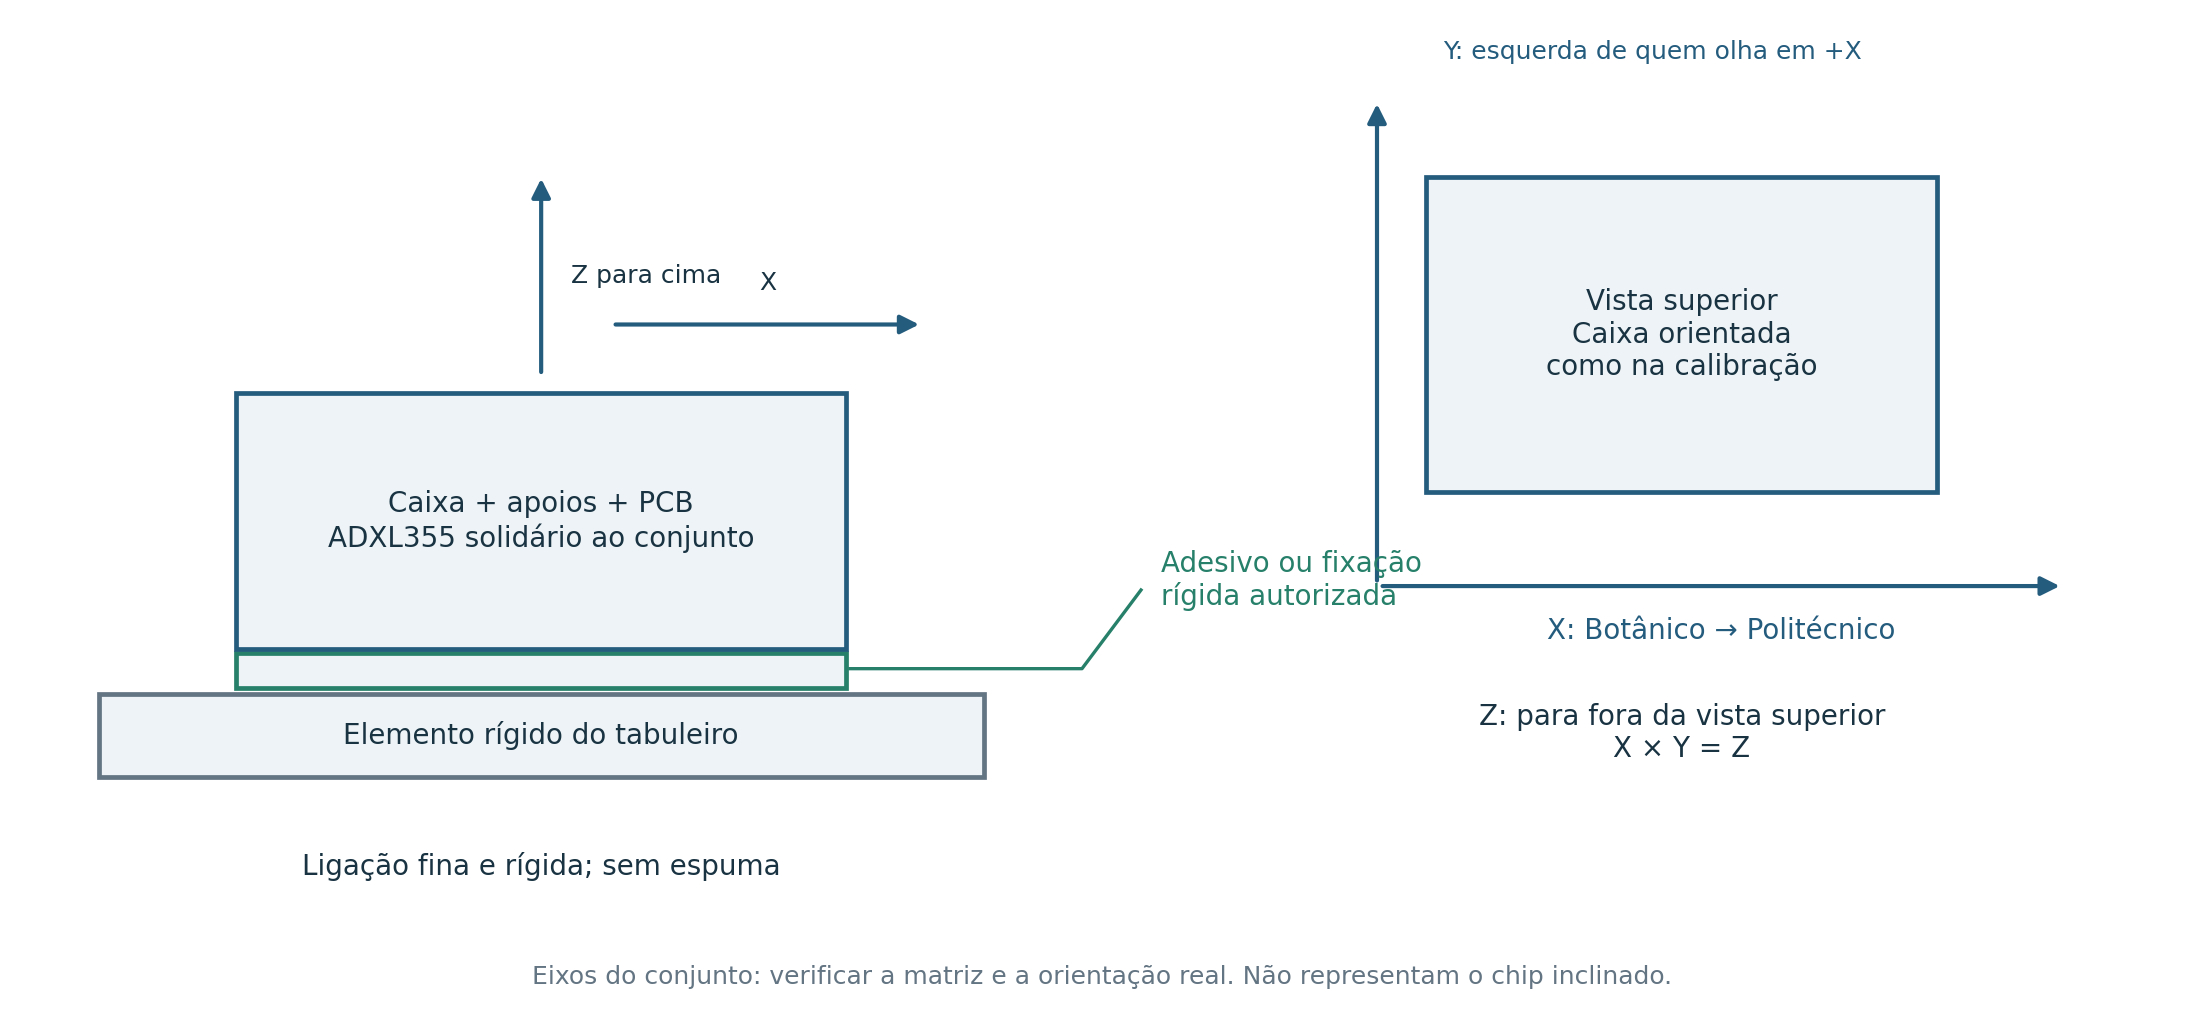 Y: esquerda de quem olha em +X
Z para cima
X
Vista superior
Caixa orientada
como na calibração
Caixa + apoios + PCB
ADXL355 solidário ao conjunto
Adesivo ou fixação
rígida autorizada
X: Botânico → Politécnico
Elemento rígido do tabuleiro
Z: para fora da vista superior
X × Y = Z
Ligação fina e rígida; sem espuma
Eixos do conjunto: verificar a matriz e a orientação real. Não representam o chip inclinado.